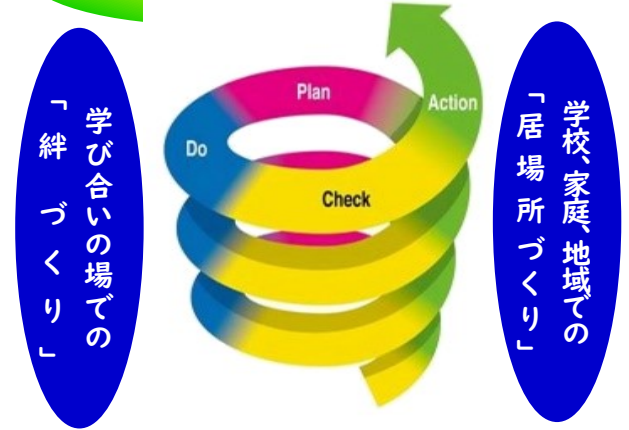 学校、家庭、地域での
「居場所づくり」
Plan
Action
Do
Check
学び合いの場での
「絆づくり」